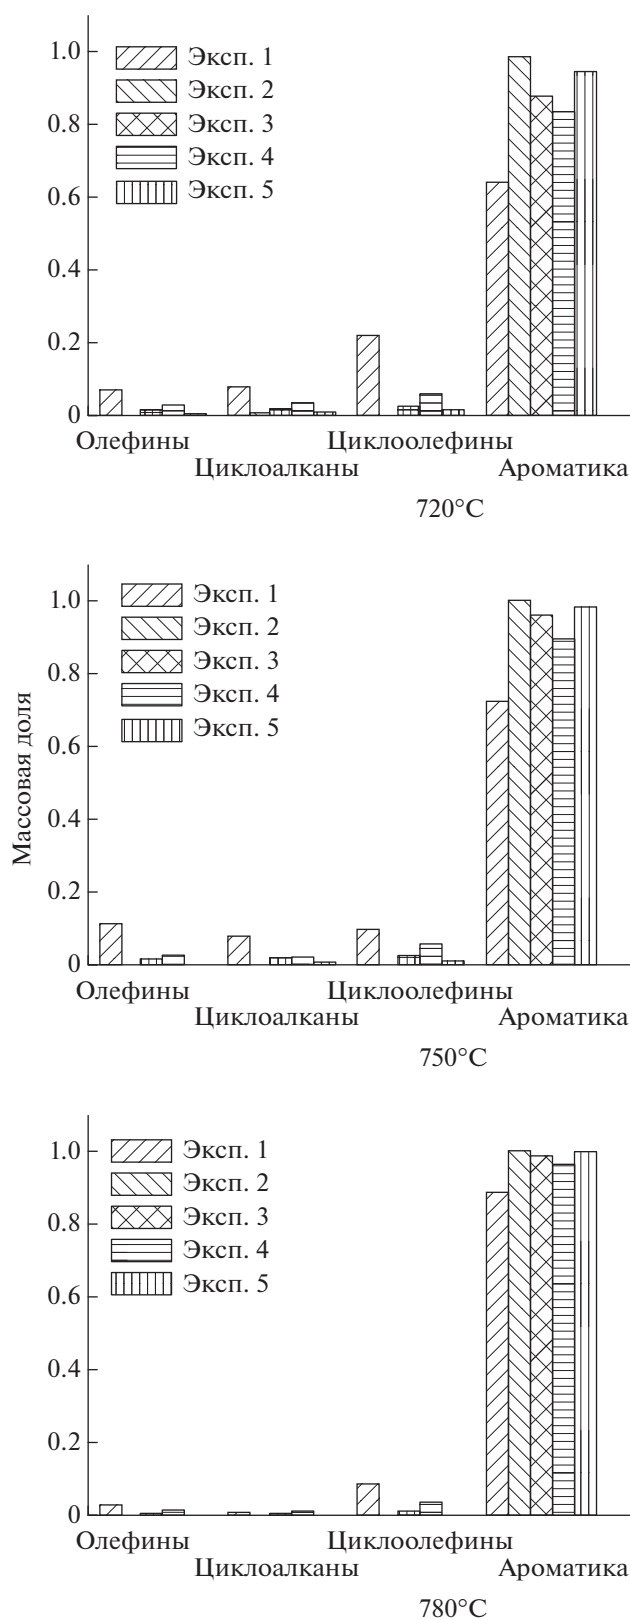 1.0
0.8
0.6
0.4
0.2
0
Эксп. 1
Эксп. 2
Эксп. 3
Эксп. 4
Эксп. 5
Олефины
Циклоолефины
Циклоалканы
Ароматика
720°C
Массовая доля
1.0
0.8
0.6
0.4
0.2
0
Эксп. 1
Эксп. 2
Эксп. 3
Эксп. 4
Эксп. 5
Олефины
Циклоолефины
Циклоалканы
Ароматика
750°C
1.0
0.8
0.6
0.4
0.2
0
Эксп. 1
Эксп. 2
Эксп. 3
Эксп. 4
Эксп. 5
Олефины
Циклоолефины
Циклоалканы
Ароматика
780°C